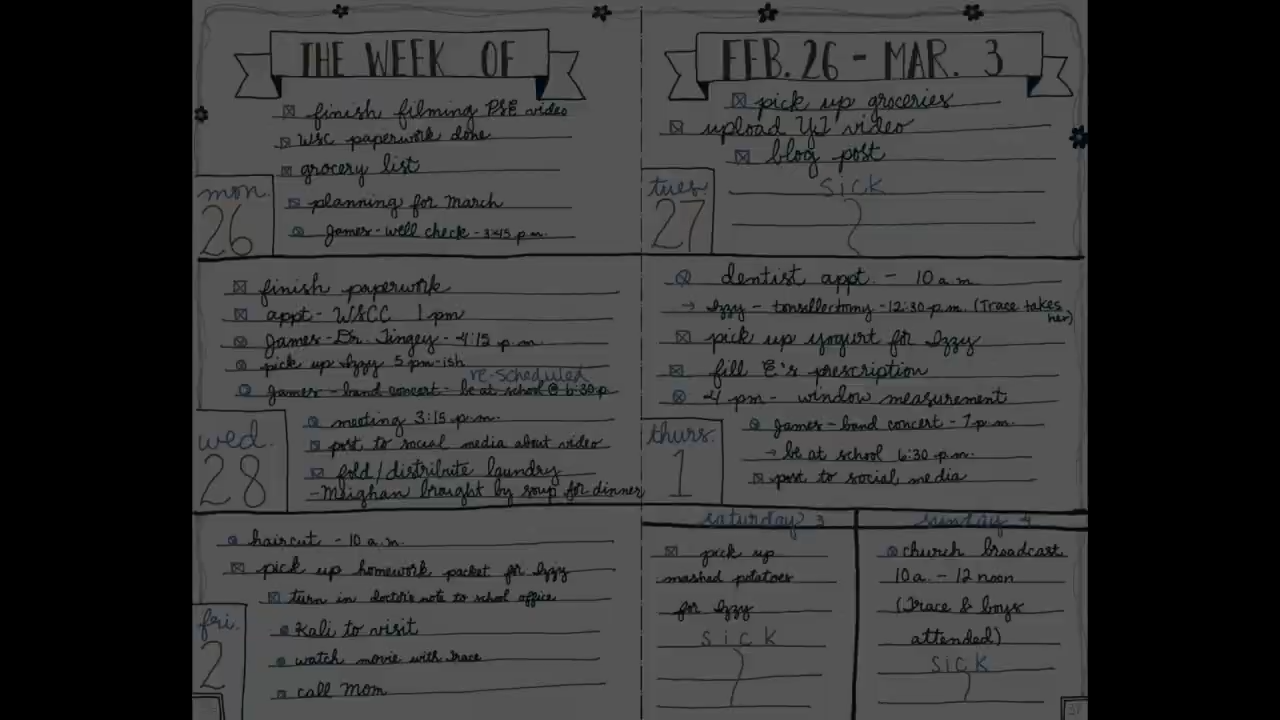 THE WEEK OF
FEB. 26 - MAR. 3
finish filming PSE video
WSC paperwork done
grocery list
planning for March
James - well check - 3:45 p.m.
mon.
26
pick up groceries
upload YT video
blog post
sick
tues.
27
finish paperwork
appt - WSCC 1 pm
James - Dr. Tingey - 4:15 p.m.
pick up Izzy 5 pm-ish
re-scheduled
James - band concert - be at school @ 6:30 p
meeting 3:15 p.m.
post to social media about video
fold/distribute laundry
- Meighan brought by soup for dinner
wed.
28
dentist appt. - 10 a.m.
→ Izzy - tonsillectomy - 12:30 p.m. (Trace takes
her)
pick up yogurt for Izzy
fill E's prescription
4 pm - window measurement
James - band concert - 7 p.m.
→ be at school 6:30 p.m.
post to social media
thurs.
1
haircut - 10 a.m.
pick up homework packet for Izzy
turn in doctor's note to school office
Kali to visit
watch movie with Trace
call Mom
fri.
2
saturday 3
pick up
mashed potatoes
for Izzy
sick
sunday 4
church broadcast
10 a. - 12 noon
(Trace & boys
attended)
sick